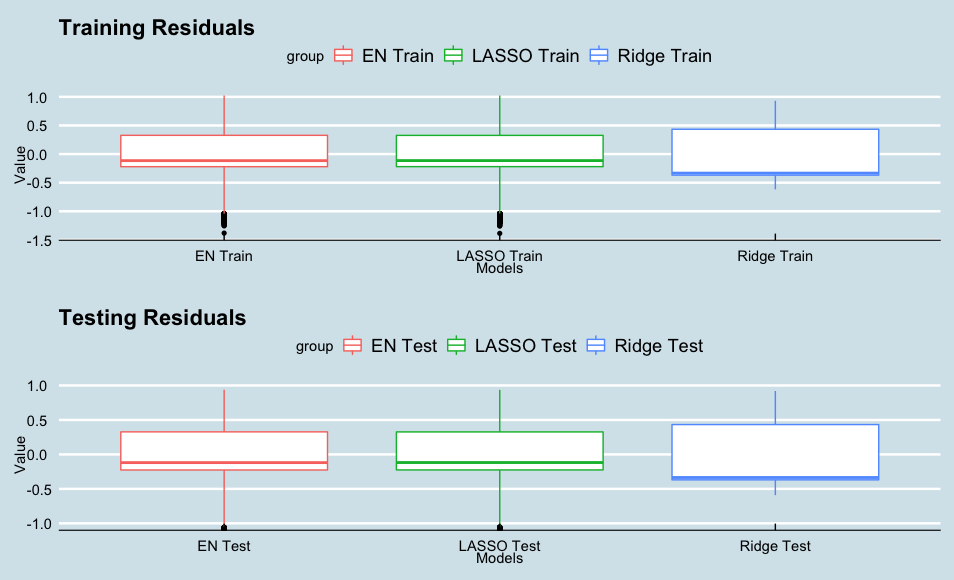 Training Residuals
group EN Train LASSO Train Ridge Train
Value
1.0
0.5
0.0
-0.5
-1.0
-1.5
EN Train LASSO Train Ridge Train
Models
Testing Residuals
group EN Test LASSO Test Ridge Test
Value
1.0
0.5
0.0
-0.5
-1.0
EN Test LASSO Test Ridge Test
Models